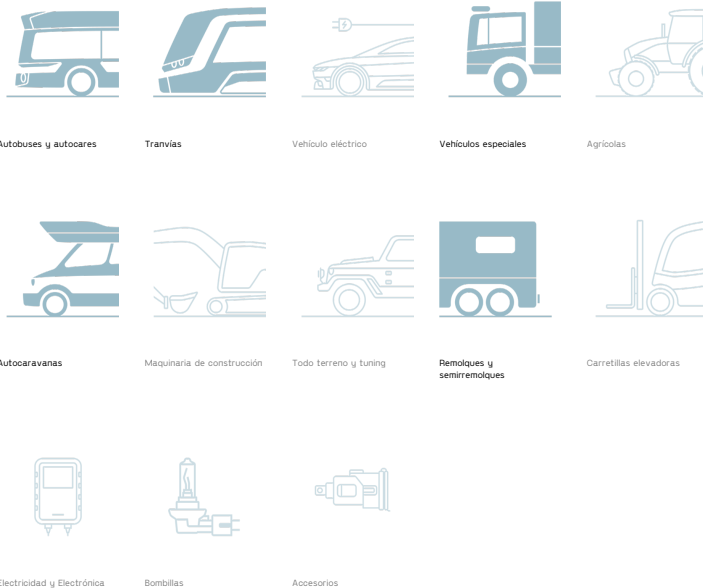 Autobuses y autocares
Tranvías
Vehículo eléctrico
Vehículos especiales
Agrícolas
Autocaravanas
Maquinaria de construcción
Todo terreno y tuning
Remolques y
semirremolques
Carretillas elevadoras
Electricidad y Electrónica
Bombillas
Accesorios